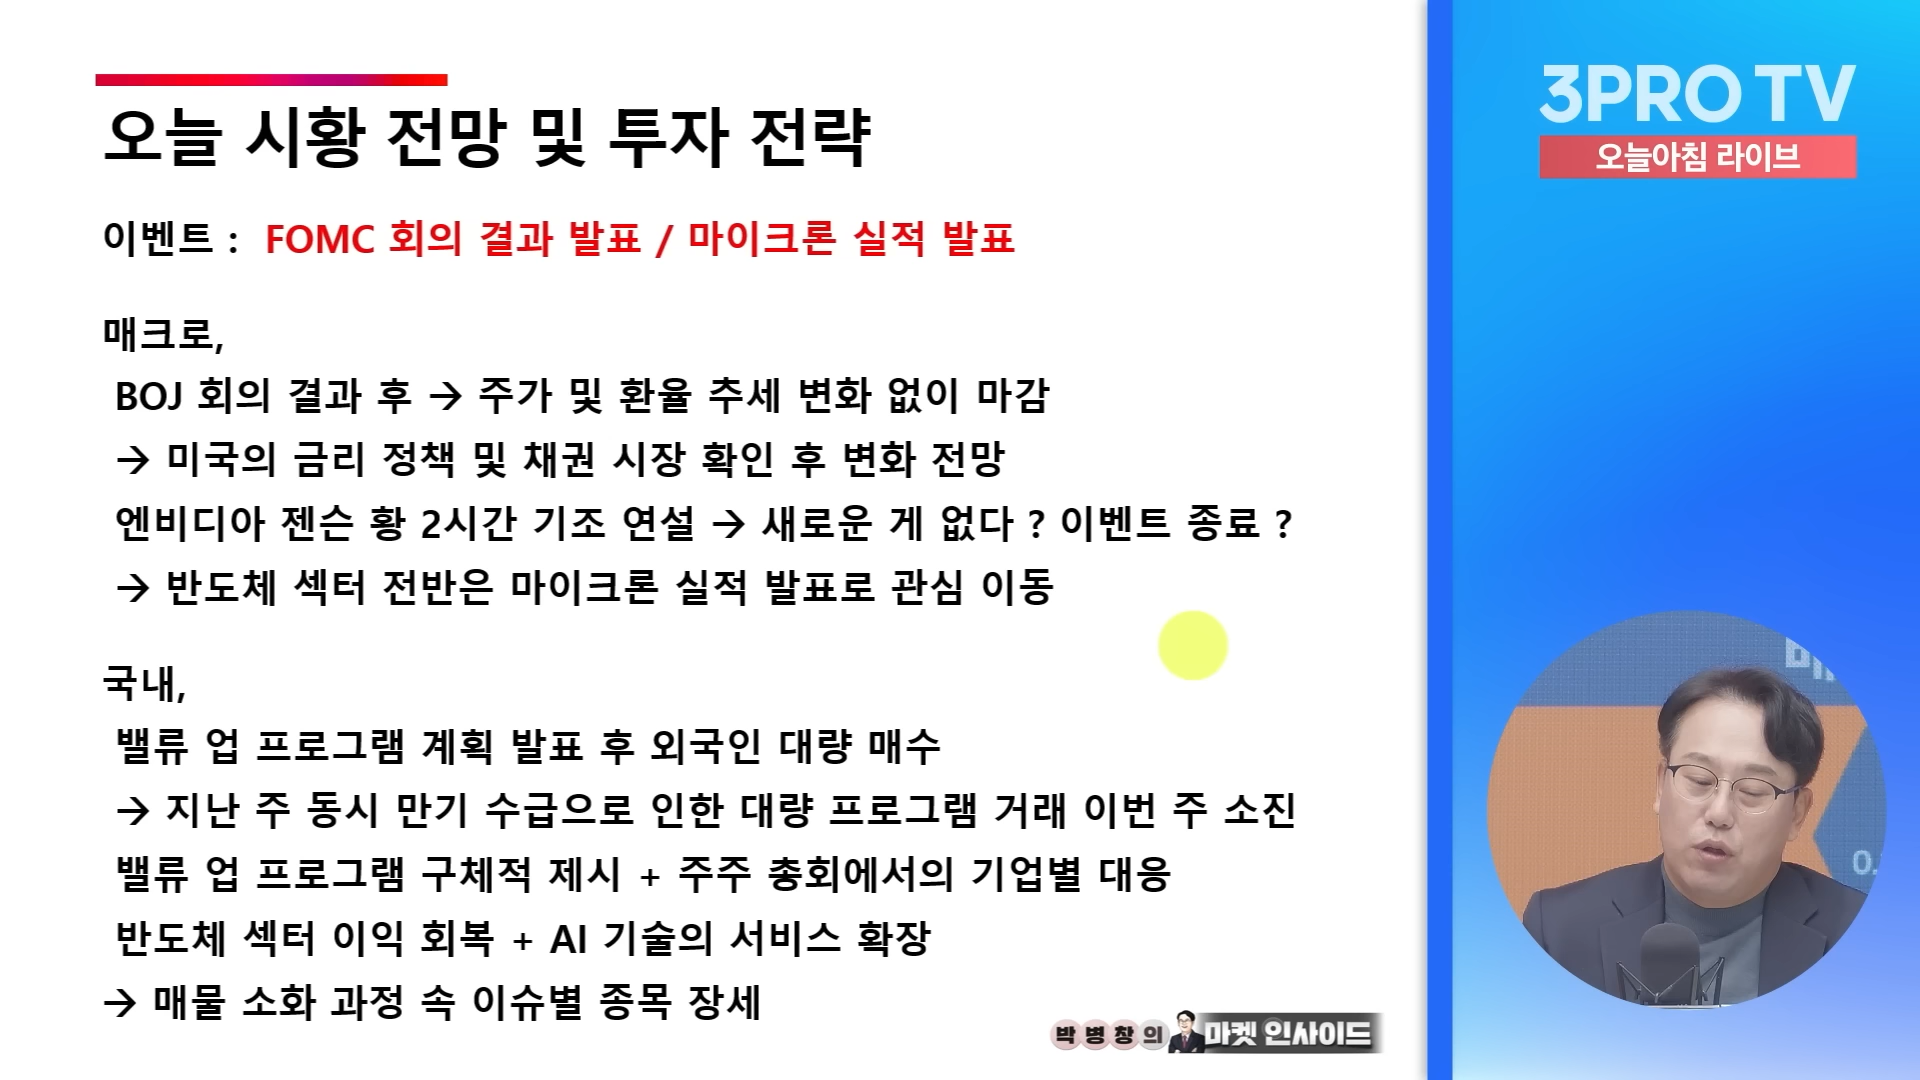 오늘 시황 전망 및 투자 전략
이벤트 : FOMC 회의 결과 발표 / 마이크론 실적 발표
매크로,
BOJ 회의 결과 후 → 주가 및 환율 추세 변화 없이 마감
→ 미국의 금리 정책 및 채권 시장 확인 후 변화 전망
엔비디아 젠슨 황 2시간 기조 연설 → 새로운 게 없다 ? 이벤트 종료 ?
→ 반도체 섹터 전반은 마이크론 실적 발표로 관심 이동
국내,
밸류 업 프로그램 계획 발표 후 외국인 대량 매수
→ 지난 주 동시 만기 수급으로 인한 대량 프로그램 거래 이번 주 소진
밸류 업 프로그램 구체적 제시 + 주주 총회에서의 기업별 대응
반도체 섹터 이익 회복 + AI 기술의 서비스 확장
→ 매물 소화 과정 속 이슈별 종목 장세
박병창의 마켓 인사이드
3PRO TV
오늘아침 라이브